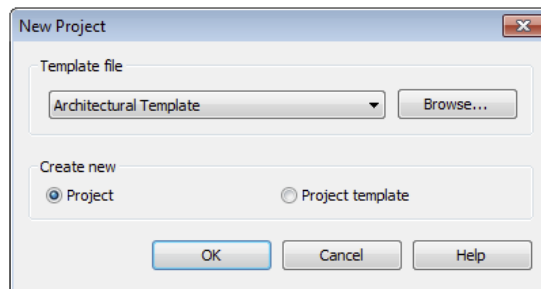 New Project
Template file
Architectural Template
Browse...
Create new
Project
Project template
OK
Cancel
Help